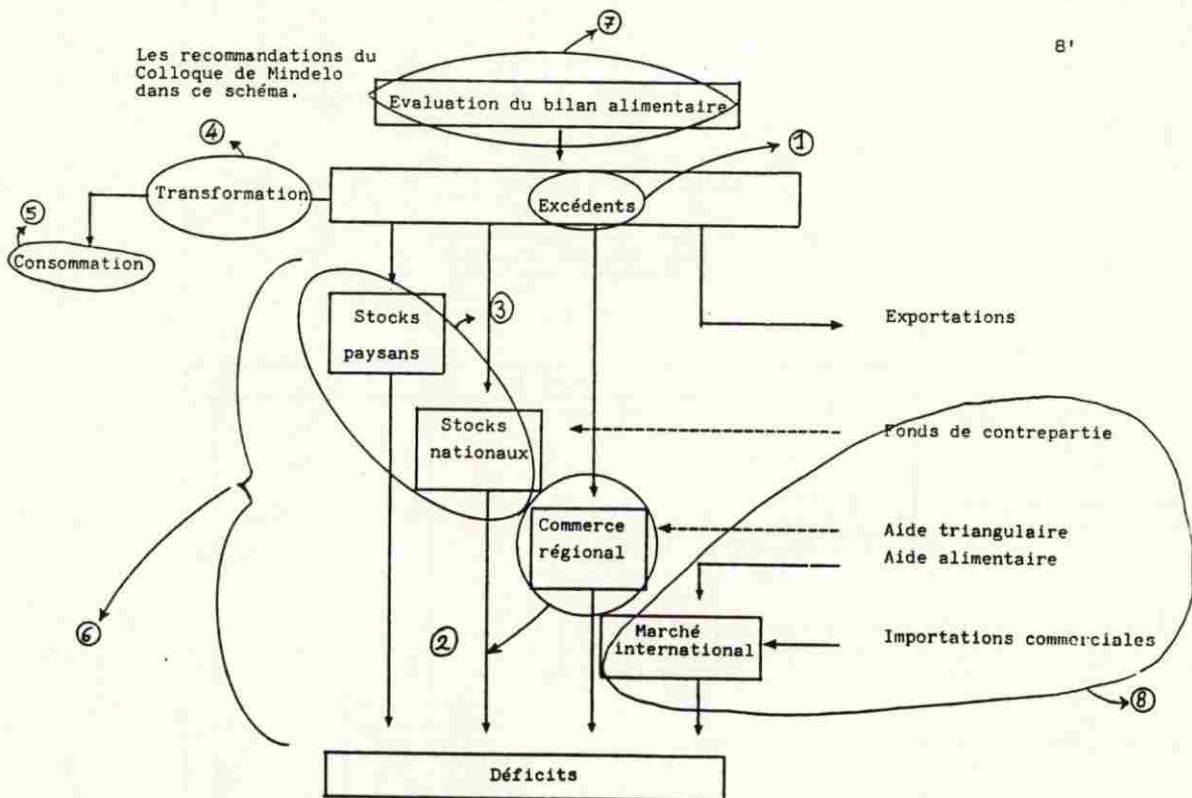 8'
Les recommandations du
Colloque de Mindelo
dans ce schéma.
⑦
Evaluation du bilan alimentaire
④
①
Transformation
Excédents
⑤
Consommation
Stocks
paysans
③
Exportations
Stocks
nationaux
Fonds de contrepartie
Commerce
régional
Aide triangulaire
Aide alimentaire
⑥
②
Marché
international
Importations commerciales
⑧
Déficits